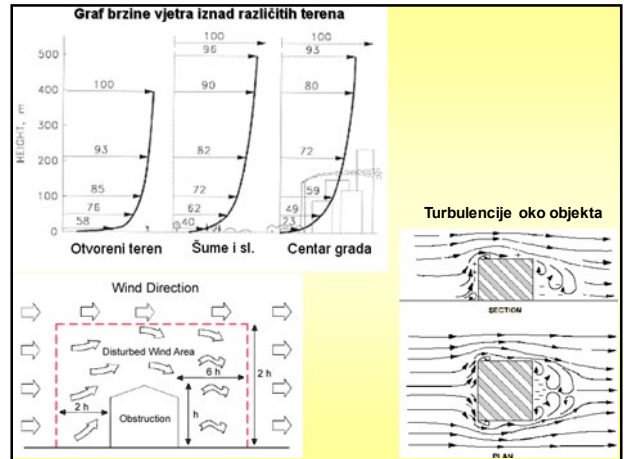 Graf brzine vjetra iznad različitih terena
HEIGHT, m
500
400
300
200
100
0
100
93
85
76
58
Otvoreni teren
100
96
90
82
72
62
40
Šume i sl.
100
93
80
72
59
49
23
Centar grada
Wind Direction
Disturbed Wind Area
2 h
6 h
2 h
h
Obstruction
Turbulencije oko objekta
SECTION
PLAN